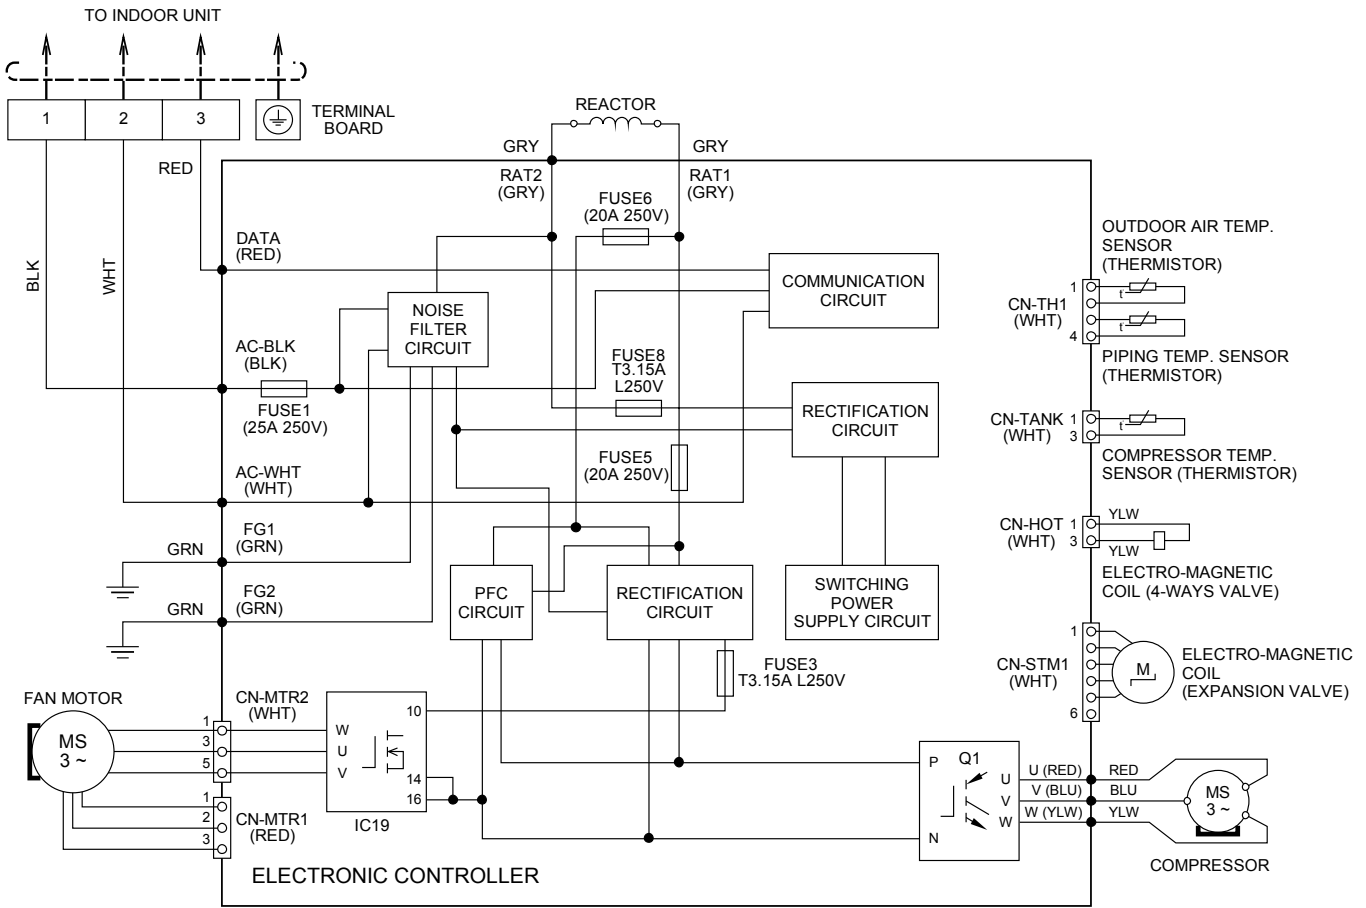 TO INDOOR UNIT
1
2
3
TERMINAL
BOARD
REACTOR
GRY
GRY
RED
RAT2
(GRY)
RAT1
(GRY)
FUSE6
(20A 250V)
BLK
WHT
DATA
(RED)
COMMUNICATION
CIRCUIT
NOISE
FILTER
CIRCUIT
AC-BLK
(BLK)
FUSE1
(25A 250V)
FUSE8
T3.15A
L250V
RECTIFICATION
CIRCUIT
FUSE5
(20A 250V)
AC-WHT
(WHT)
GRN
FG1
(GRN)
GRN
FG2
(GRN)
PFC
CIRCUIT
RECTIFICATION
CIRCUIT
SWITCHING
POWER
SUPPLY CIRCUIT
FUSE3
T3.15A L250V
OUTDOOR AIR TEMP.
SENSOR
(THERMISTOR)
CN-TH1
(WHT)
1
4
t°
t°
PIPING TEMP. SENSOR
(THERMISTOR)
CN-TANK
(WHT)
1
3
t°
COMPRESSOR TEMP.
SENSOR (THERMISTOR)
CN-HOT
(WHT)
1
3
YLW
YLW
ELECTRO-MAGNETIC
COIL (4-WAYS VALVE)
CN-STM1
(WHT)
1
6
M
ELECTRO-MAGNETIC
COIL
(EXPANSION VALVE)
FAN MOTOR
MS
3 ~
1
3
5
CN-MTR2
(WHT)
W
U
V
10
14
16
IC19
1
2
3
CN-MTR1
(RED)
P
N
Q1
U
V
W
U (RED)
V (BLU)
W (YLW)
RED
BLU
YLW
MS
3 ~
COMPRESSOR
ELECTRONIC CONTROLLER